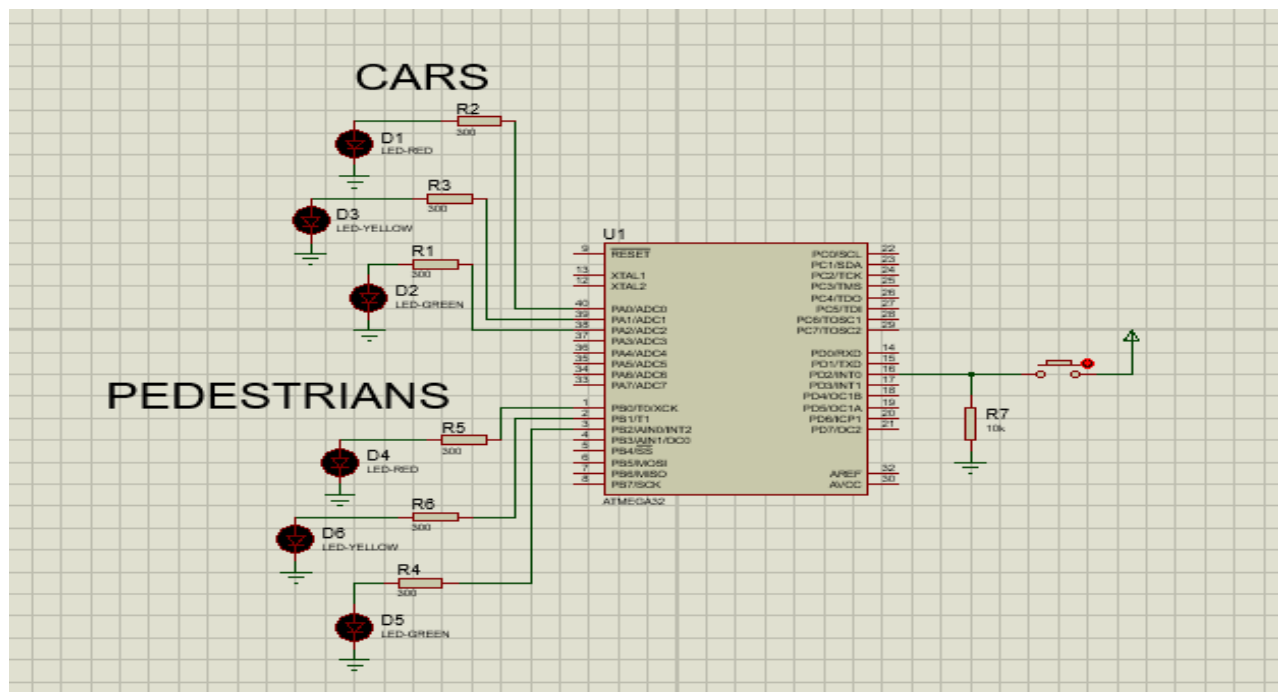 CARS
R2
300
D1
LED-RED
R3
300
D3
LED-YELLOW
R1
300
D2
LED-GREEN
PEDESTRIANS
R5
300
D4
LED-RED
R6
300
D6
LED-YELLOW
R4
300
D5
LED-GREEN
U1
9 RESET
13 XTAL1
12 XTAL2
40 PA0/ADC0
39 PA1/ADC1
38 PA2/ADC2
37 PA3/ADC3
36 PA4/ADC4
35 PA5/ADC5
34 PA6/ADC6
33 PA7/ADC7
1 PB0/T0/XCK
2 PB1/T1
3 PB2/AIN0/INT2
4 PB3/AIN1/OC0
5 PB4/SS
6 PB5/MOSI
7 PB6/MISO
8 PB7/SCK
PC0/SCL 22
PC1/SDA 23
PC2/TCK 24
PC3/TMS 25
PC4/TDO 26
PC5/TDI 27
PC6/TOSC1 28
PC7/TOSC2 29
PD0/RXD 14
PD1/TXD 15
PD2/INT0 16
PD3/INT1 17
PD4/OC1B 18
PD5/OC1A 19
PD6/ICP1 20
PD7/OC2 21
AREF 32
AVCC 30
ATMEGA32
R7
10k